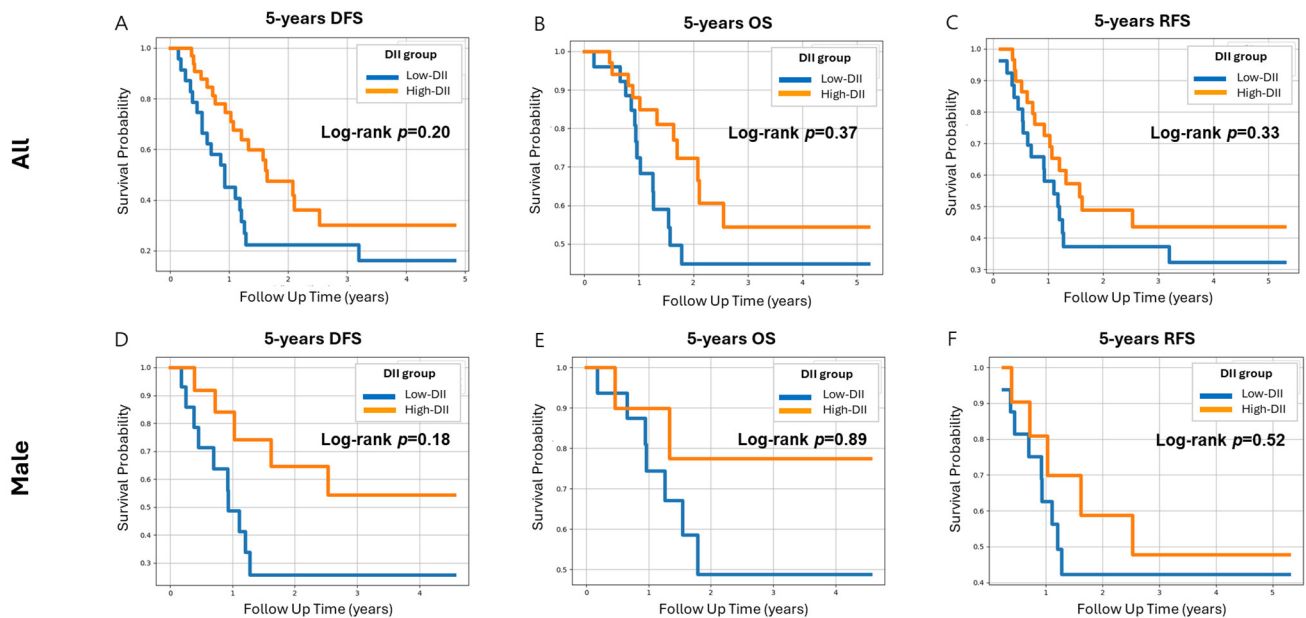 A
5-years DFS
DII group
Low-DII
High-DII
Log-rank p=0.20
1.0
0.8
0.6
0.4
0.2
0 1 2 3 4 5
Survival Probability
Follow Up Time (years)
B
5-years OS
DII group
Low-DII
High-DII
Log-rank p=0.37
1.0
0.9
0.8
0.7
0.6
0.5
0 1 2 3 4 5
Survival Probability
Follow Up Time (years)
C
5-years RFS
DII group
Low-DII
High-DII
Log-rank p=0.33
1.0
0.9
0.8
0.7
0.6
0.5
0.4
0.3
0 1 2 3 4 5
Survival Probability
Follow Up Time (years)
All
D
5-years DFS
DII group
Low-DII
High-DII
Log-rank p=0.18
1.0
0.9
0.8
0.7
0.6
0.5
0.4
0.3
0 1 2 3 4
Survival Probability
Follow Up Time (years)
E
5-years OS
DII group
Low-DII
High-DII
Log-rank p=0.89
1.0
0.9
0.8
0.7
0.6
0.5
0 1 2 3 4
Survival Probability
Follow Up Time (years)
F
5-years RFS
DII group
Low-DII
High-DII
Log-rank p=0.52
1.0
0.9
0.8
0.7
0.6
0.5
0.4
1 2 3 4 5
Survival Probability
Follow Up Time (years)
Male